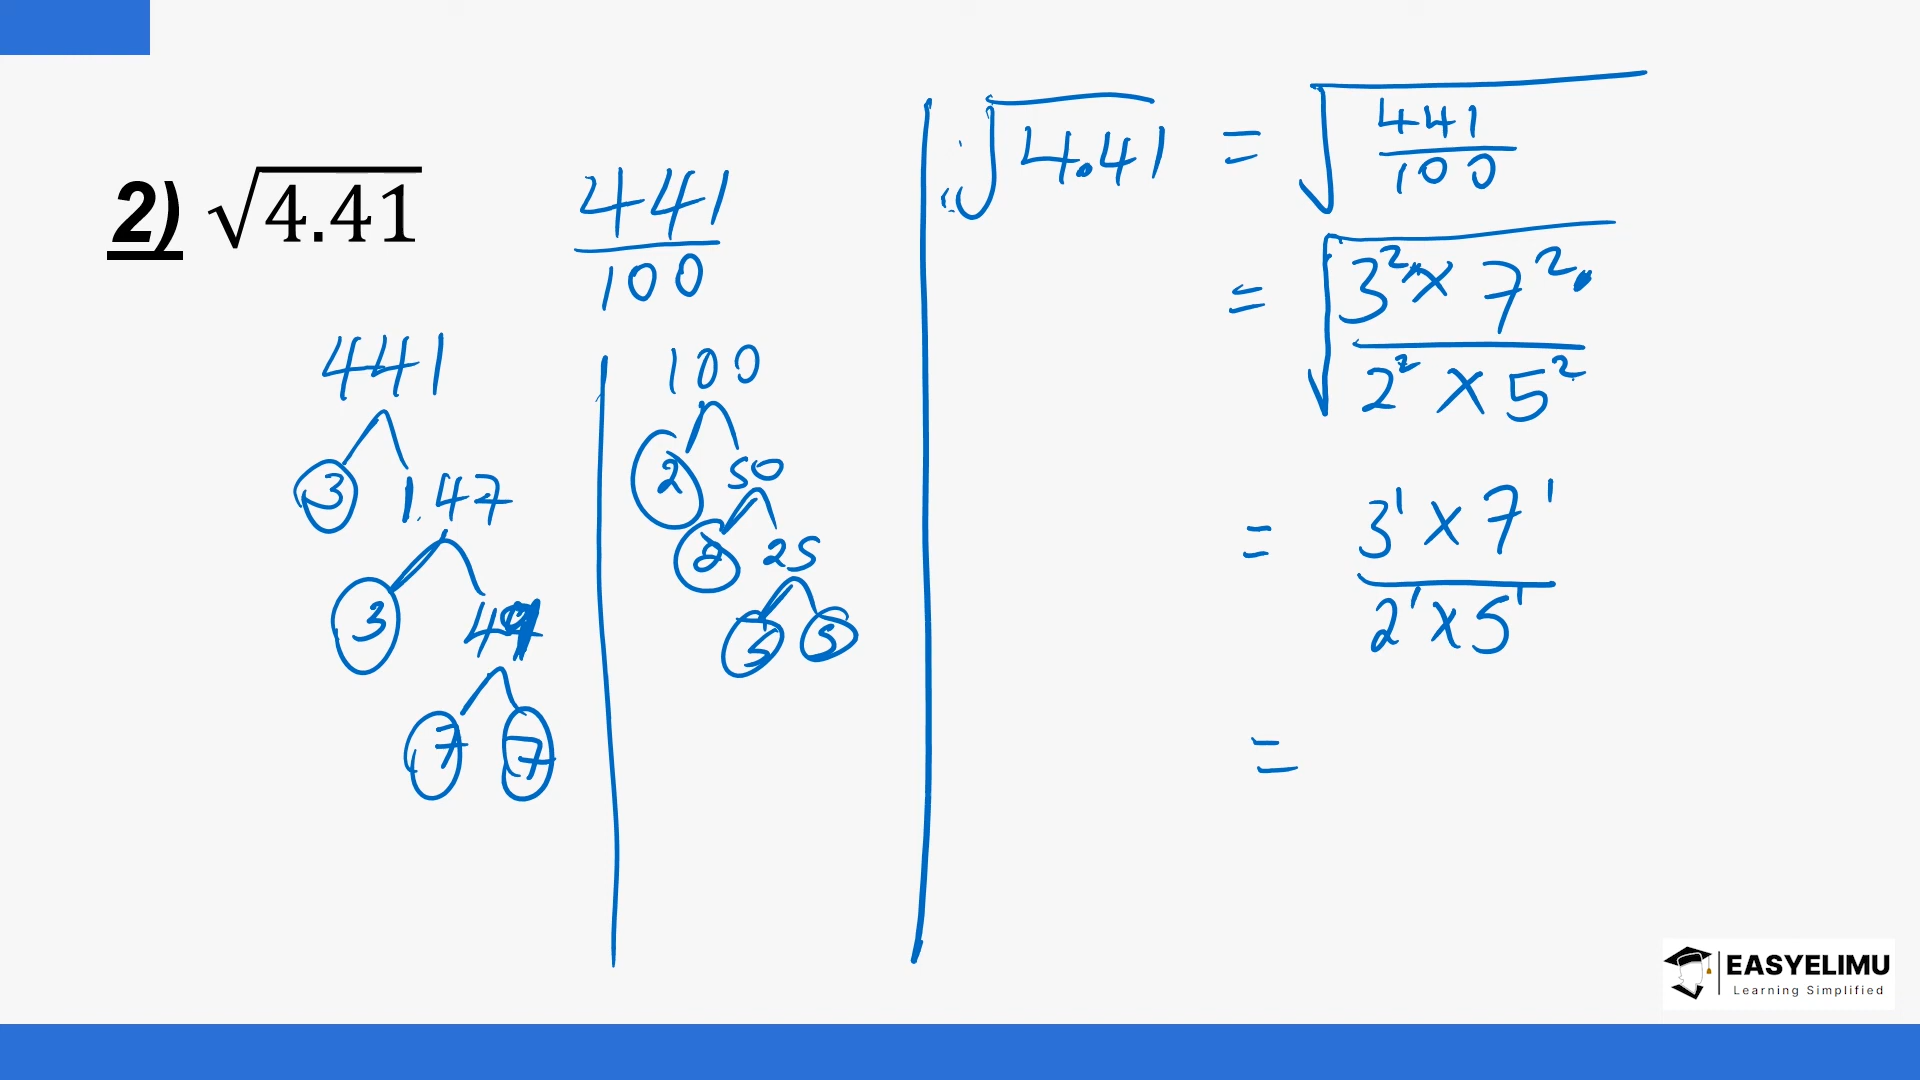 2) √4.41
441
100
441
3 147
3 49
7 7
100
2 50
2 25
5 5
√4.41 = √441/100
= √3² × 7² / 2² × 5²
= 3¹ × 7¹ / 2¹ × 5¹
=
EASYELIMU
Learning Simplified